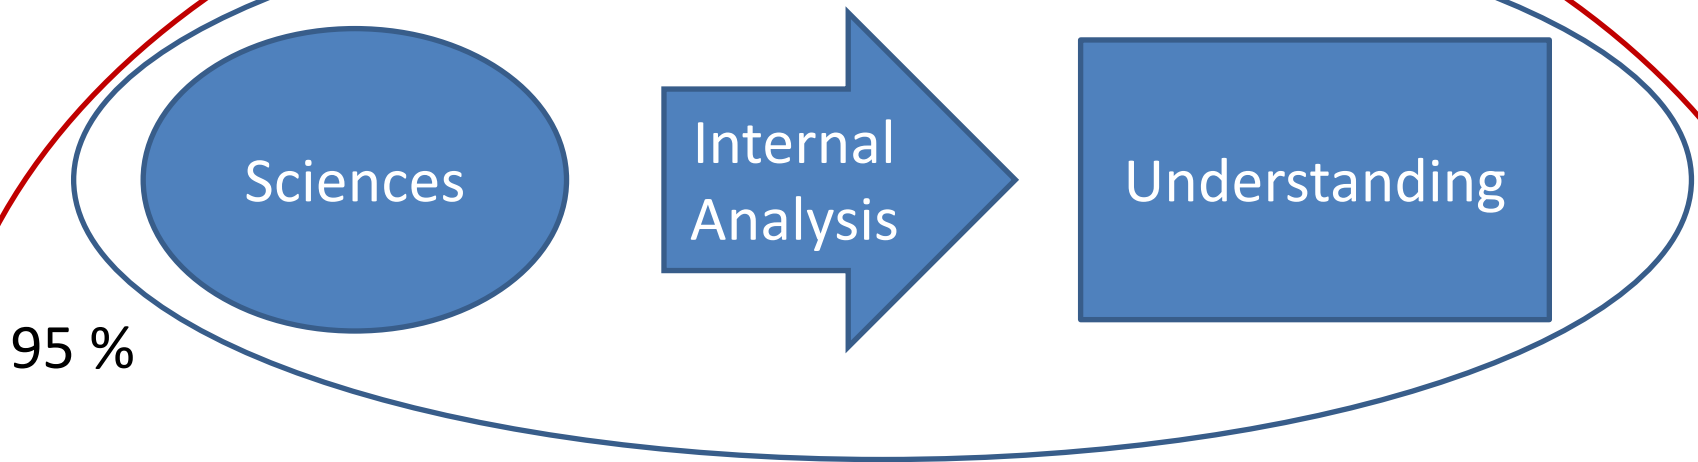 Sciences
Internal
Analysis
Understanding
95 %